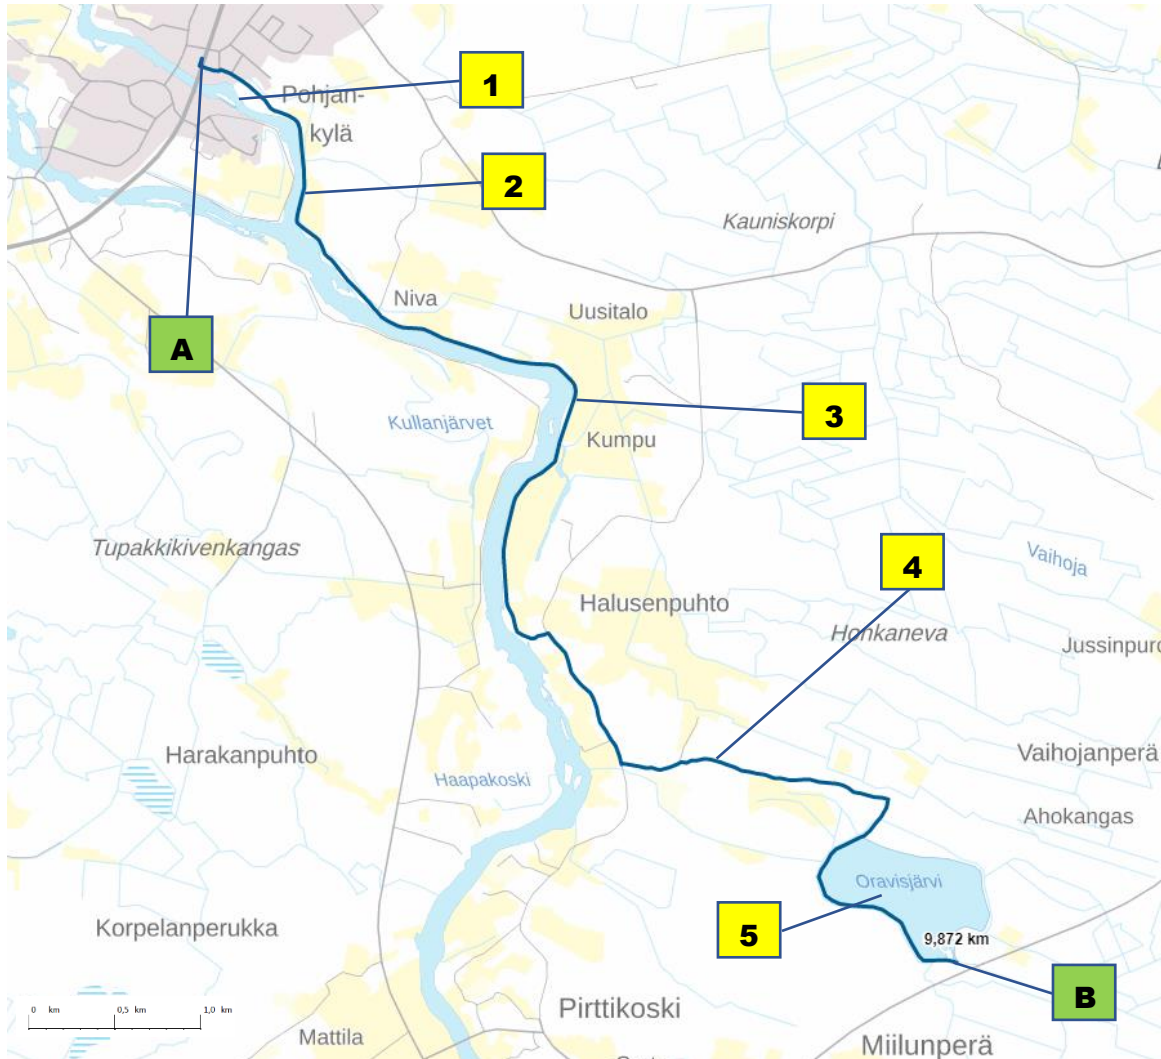 1
Pohjan-
kylä
2
Kauniskorpi
Niva
Uusitalo
A
3
Kullanjärvet
Kumpu
Tupakkikivenkangas
4
Vaihoja
Halusenpuhto
Honkaneva
Jussinpuro
Harakanpuhto
Vaihojanperä
Haapakoski
Ahokangas
Oravisjärvi
Korpelanperukka
5
9,872 km
B
0 km 0,5 km 1,0 km
Pirttikoski
Mattila
Miilunperä